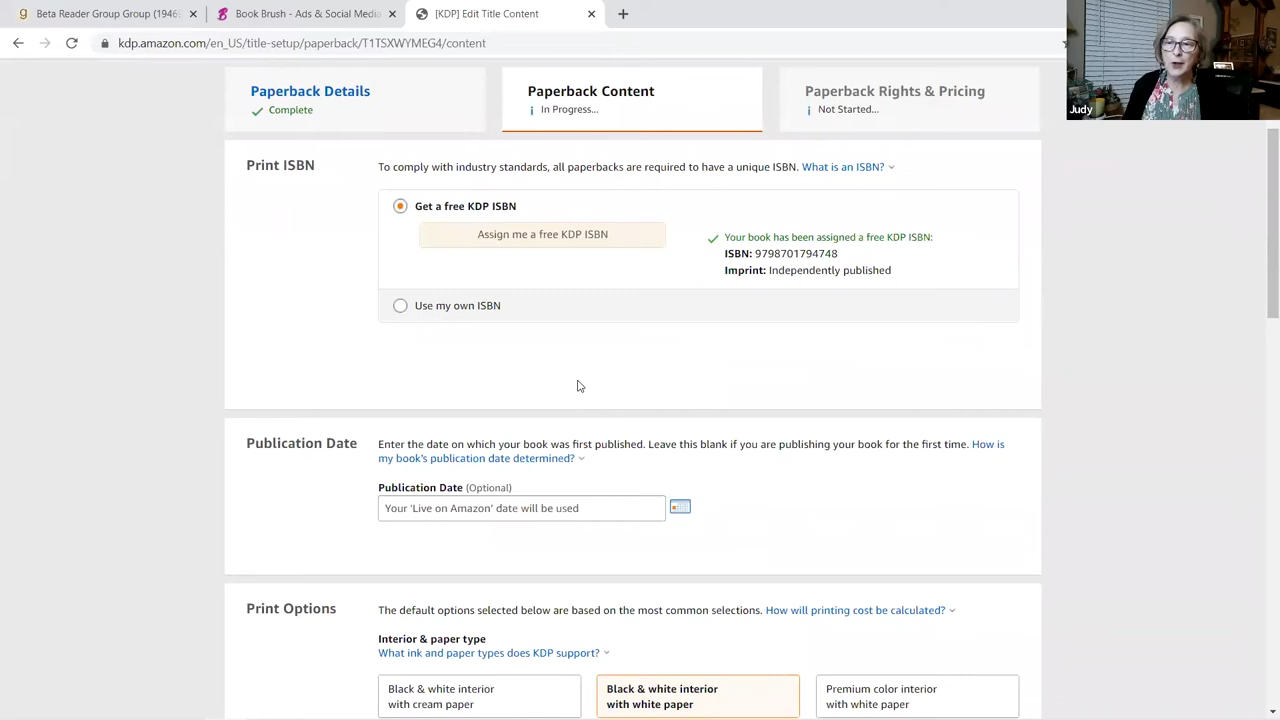 Beta Reader Group Group (1946
Book Brush - Ads & Social Media
[KDP] Edit Title Content
kdp.amazon.com/en_US/title-setup/paperback/
/content
Judy
Paperback Details
Complete
Paperback Content
In Progress...
Paperback Rights & Pricing
Not Started...
Print ISBN
To comply with industry standards, all paperbacks are required to have a unique ISBN. What is an ISBN?
Get a free KDP ISBN
Assign me a free KDP ISBN
Your book has been assigned a free KDP ISBN:
ISBN: 9798701794748
Imprint: Independently published
Use my own ISBN
Publication Date
Enter the date on which your book was first published. Leave this blank if you are publishing your book for the first time. How is
my book's publication date determined?
Publication Date (Optional)
Your 'Live on Amazon' date will be used
Print Options
The default options selected below are based on the most common selections. How will printing cost be calculated?
Interior & paper type
What ink and paper types does KDP support?
Black & white interior
with cream paper
Black & white interior
with white paper
Premium color interior
with white paper